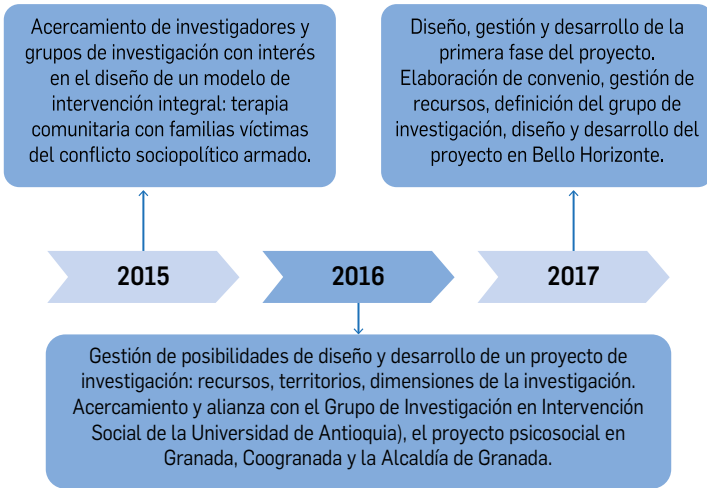 Acercamiento de investigadores y
grupos de investigación con interés
en el diseño de un modelo de
intervención integral: terapia
comunitaria con familias víctimas
del conflicto sociopolítico armado.
Diseño, gestión y desarrollo de la
primera fase del proyecto.
Elaboración de convenio, gestión de
recursos, definición del grupo de
investigación, diseño y desarrollo del
proyecto en Bello Horizonte.
2015
2016
2017
Gestión de posibilidades de diseño y desarrollo de un proyecto de
investigación: recursos, territorios, dimensiones de la investigación.
Acercamiento y alianza con el Grupo de Investigación en Intervención
Social de la Universidad de Antioquia), el proyecto psicosocial en
Granada, Coogranada y la Alcaldía de Granada.